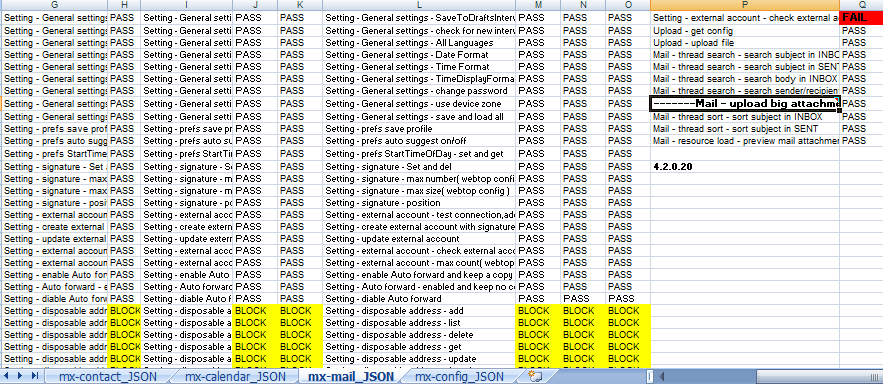 G H I J K L M N O P Q
Setting - General settings PASS Setting - General setti PASS PASS Setting - General settings - SaveToDraftsInterv PASS PASS PASS Setting - external account - check external a FAIL
Setting - General settings PASS Setting - General setti PASS PASS Setting - General settings - check for new interv PASS PASS PASS Upload - get config PASS
Setting - General settings PASS Setting - General setti PASS PASS Setting - General settings - All Languages PASS PASS PASS Upload - upload file PASS
Setting - General settings PASS Setting - General setti PASS PASS Setting - General settings - Date Format PASS PASS PASS Mail - thread search - search subject in INBO PASS
Setting - General settings PASS Setting - General setti PASS PASS Setting - General settings - Time Format PASS PASS PASS Mail - thread search - search subject in SENT PASS
Setting - General settings PASS Setting - General setti PASS PASS Setting - General settings - TimeDisplayForma PASS PASS PASS Mail - thread search - search body in INBOX PASS
Setting - General settings PASS Setting - General setti PASS PASS Setting - General settings - change password PASS PASS PASS Mail - thread search - search sender/recipient PASS
Setting - General settings PASS Setting - General setti PASS PASS Setting - General settings - use device zone PASS PASS PASS -------Mail - upload big attachme PASS
Setting - General settings PASS Setting - General setti PASS PASS Setting - General settings - save and load all PASS PASS PASS Mail - thread sort - sort subject in INBOX PASS
Setting - prefs save prof PASS Setting - prefs save pr PASS PASS Setting - prefs save profile PASS PASS PASS Mail - thread sort - sort subject in SENT PASS
Setting - prefs auto sugg PASS Setting - prefs auto su PASS PASS Setting - prefs auto suggest on/off PASS PASS PASS Mail - resource load - preview mail attachmer PASS
Setting - prefs StartTime PASS Setting - prefs StartTi PASS PASS Setting - prefs StartTimeOfDay - set and get PASS PASS PASS
Setting - signature - Set a PASS Setting - signature - Se PASS PASS Setting - signature - Set and del PASS PASS PASS 4.2.0.20
Setting - signature - max PASS Setting - signature - m PASS PASS Setting - signature - max number( webtop config ) PASS PASS PASS
Setting - signature - max PASS Setting - signature - m PASS PASS Setting - signature - max size( webtop config ) PASS PASS PASS
Setting - signature - posit PASS Setting - signature - po PASS PASS Setting - signature - position PASS PASS PASS
Setting - external accoun PASS Setting - external acco PASS PASS Setting - external account - test connection,ad PASS PASS PASS
Setting - create external PASS Setting - create extern PASS PASS Setting - create external account with signature PASS PASS PASS
Setting - update external PASS Setting - update extern PASS PASS Setting - update external account PASS PASS PASS
Setting - external accoun PASS Setting - external acco PASS PASS Setting - external account - check external acc PASS PASS PASS
Setting - external accoun PASS Setting - external acco PASS PASS Setting - external account - max count( webtop PASS PASS PASS
Setting - enable Auto forv PASS Setting - enable Auto f PASS PASS Setting - enable Auto forward and keep a copy PASS PASS PASS
Setting - Auto forward - e PASS Setting - Auto forward PASS PASS Setting - Auto forward - enabled and keep no c PASS PASS PASS
Setting - diable Auto forw PASS Setting - diable Auto f PASS PASS Setting - diable Auto forward PASS PASS PASS
Setting - disposable addr BLOCK Setting - disposable a BLOCK BLOCK Setting - disposable address - add BLOCK BLOCK BLOCK
Setting - disposable addr BLOCK Setting - disposable a BLOCK BLOCK Setting - disposable address - list BLOCK BLOCK BLOCK
Setting - disposable addr BLOCK Setting - disposable a BLOCK BLOCK Setting - disposable address - delete BLOCK BLOCK BLOCK
Setting - disposable addr BLOCK Setting - disposable a BLOCK BLOCK Setting - disposable address - get BLOCK BLOCK BLOCK
Setting - disposable addr BLOCK Setting - disposable a BLOCK BLOCK Setting - disposable address - update BLOCK BLOCK BLOCK
mx-contact_JSON mx-calendar_JSON mx-mail_JSON mx-config_JSON